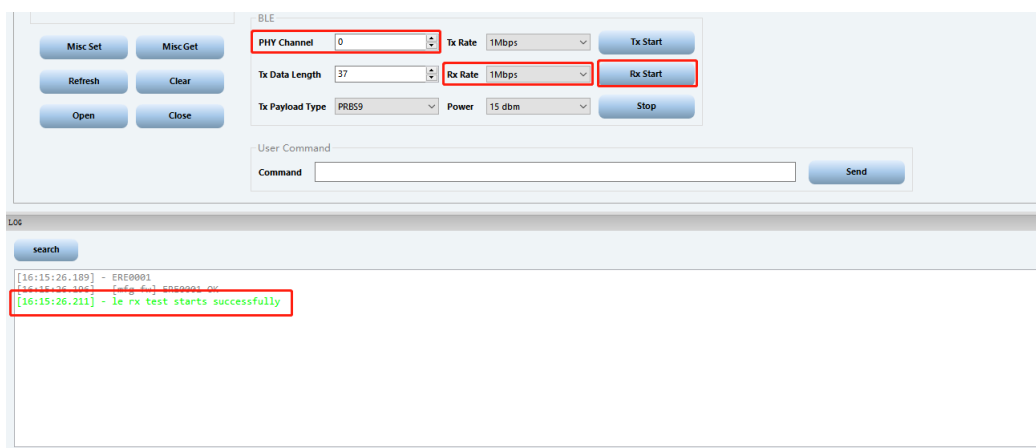 BLE
Misc Set Misc Get PHY Channel 0 Tx Rate 1Mbps Tx Start
Refresh Clear Tx Data Length 37 Rx Rate 1Mbps Rx Start
Open Close Tx Payload Type PRBS9 Power 15 dbm Stop
User Command
Command Send
LOG
search
[16:15:26.189] - ERE0001
[16:15:26.196] - [mfg fw] ERE0001 OK
[16:15:26.211] - le rx test starts successfully